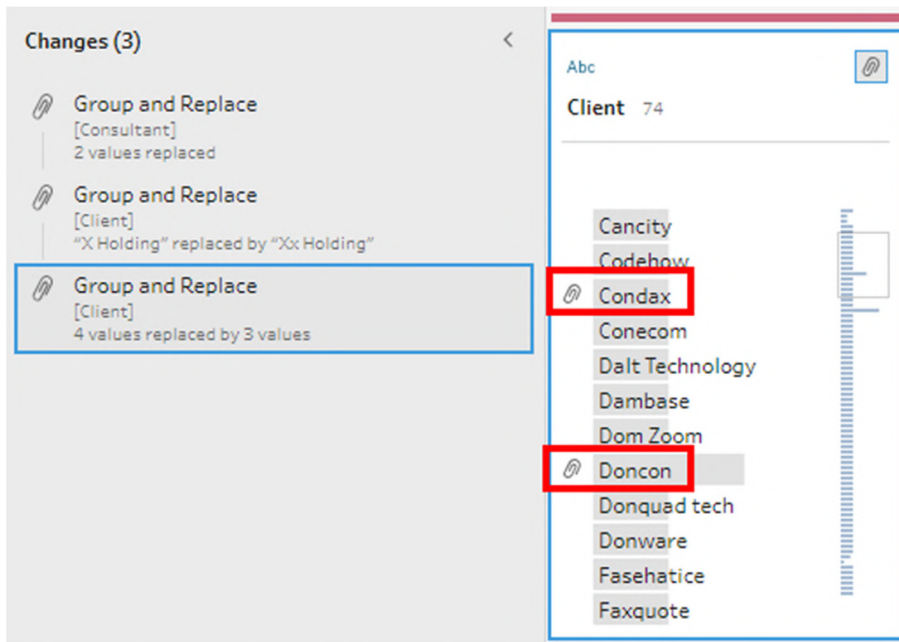 Changes (3)
Group and Replace
[Consultant]
2 values replaced
Group and Replace
[Client]
"X Holding" replaced by "Xx Holding"
Group and Replace
[Client]
4 values replaced by 3 values
Abc
Client 74
Cancity
Codehow
Condax
Conecom
Dalt Technology
Dambase
Dom Zoom
Doncon
Donquad tech
Donware
Fasehatice
Faxquote